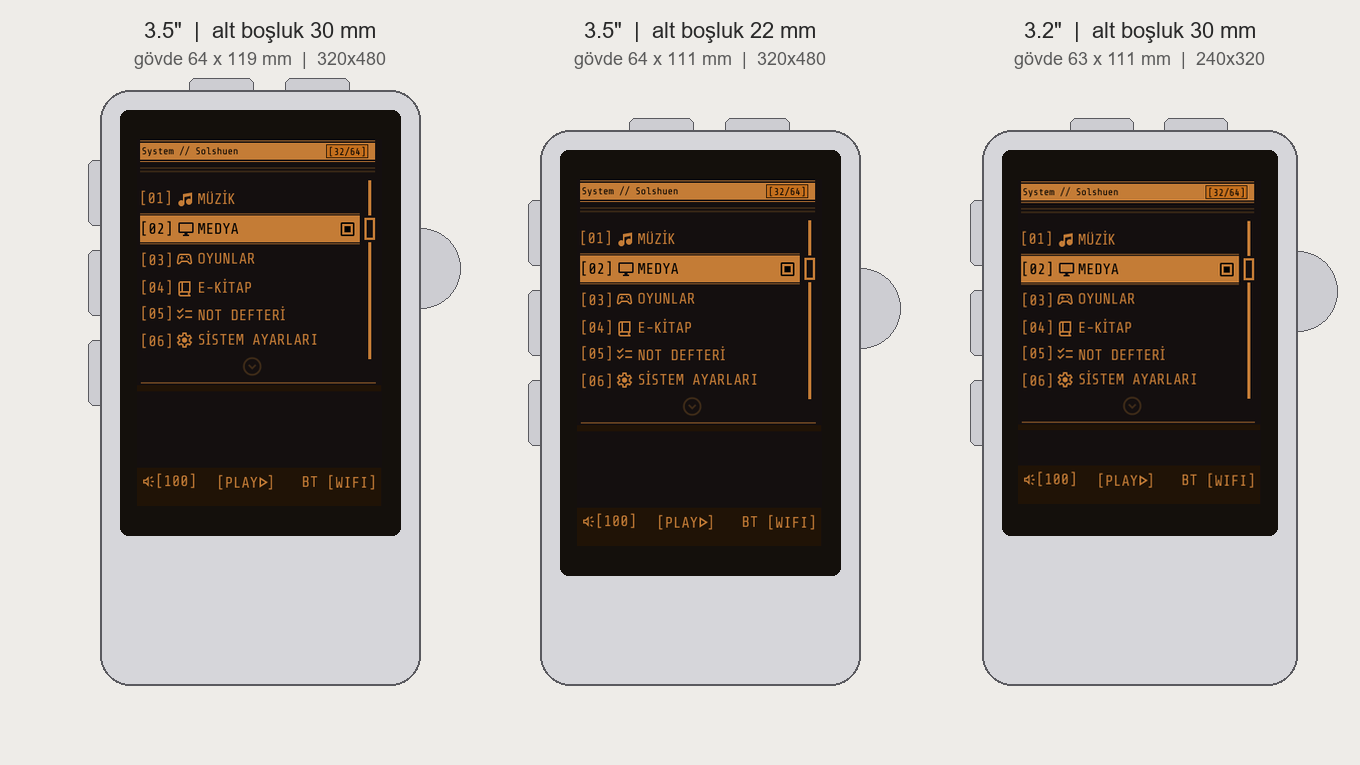 3.5" | alt boşluk 30 mm
gövde 64 x 119 mm | 320x480
System // Solshuen [32/64]
[01] MÜZİK
[02] MEDYA
[03] OYUNLAR
[04] E-KİTAP
[05] NOT DEFTERİ
[06] SİSTEM AYARLARI
[100] [PLAY▷] BT [WIFI]
3.5" | alt boşluk 22 mm
gövde 64 x 111 mm | 320x480
System // Solshuen [32/64]
[01] MÜZİK
[02] MEDYA
[03] OYUNLAR
[04] E-KİTAP
[05] NOT DEFTERİ
[06] SİSTEM AYARLARI
[100] [PLAY▷] BT [WIFI]
3.2" | alt boşluk 30 mm
gövde 63 x 111 mm | 240x320
System // Solshuen [32/64]
[01] MÜZİK
[02] MEDYA
[03] OYUNLAR
[04] E-KİTAP
[05] NOT DEFTERİ
[06] SİSTEM AYARLARI
[100] [PLAY▷] BT [WIFI]